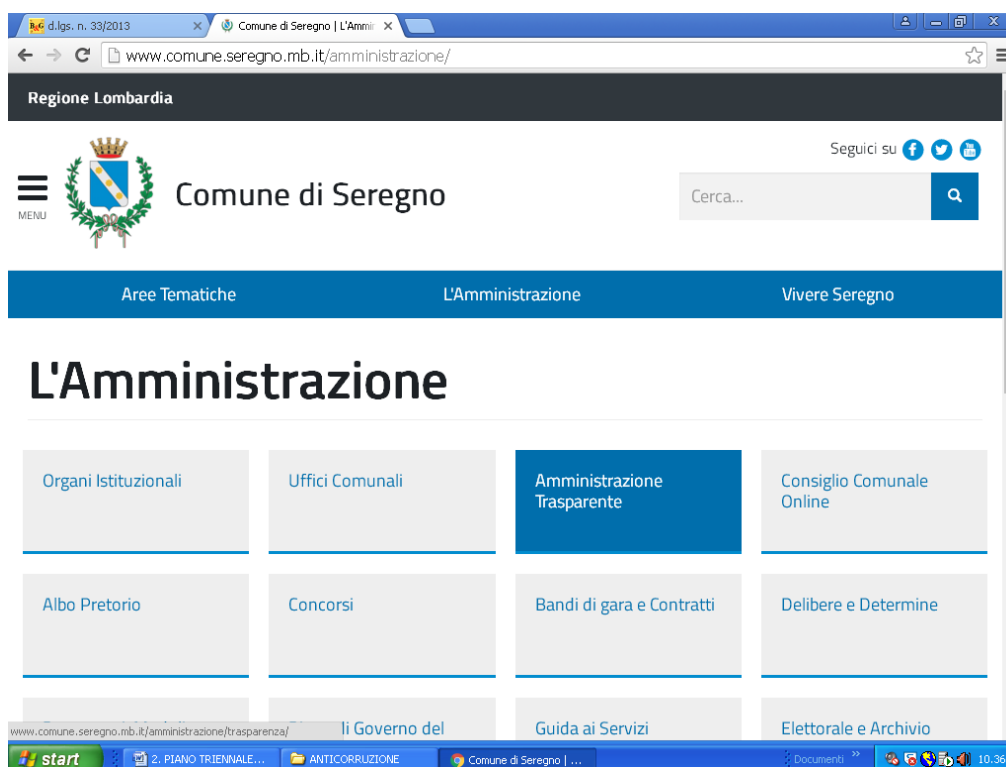 d.lgs. n. 33/2013
Comune di Seregno | L'Ammin
www.comune.seregno.mb.it/amministrazione/
Regione Lombardia
Seguici su
MENU
Comune di Seregno
Cerca...
Aree Tematiche
L'Amministrazione
Vivere Seregno
L'Amministrazione
Organi Istituzionali
Uffici Comunali
Amministrazione
Trasparente
Consiglio Comunale
Online
Albo Pretorio
Concorsi
Bandi di gara e Contratti
Delibere e Determine
li Governo del
Guida ai Servizi
Elettorale e Archivio
www.comune.seregno.mb.it/amministrazione/trasparenza/
start
2. PIANO TRIENNALE...
ANTICORRUZIONE
Comune di Seregno | ...
Documenti
10.36